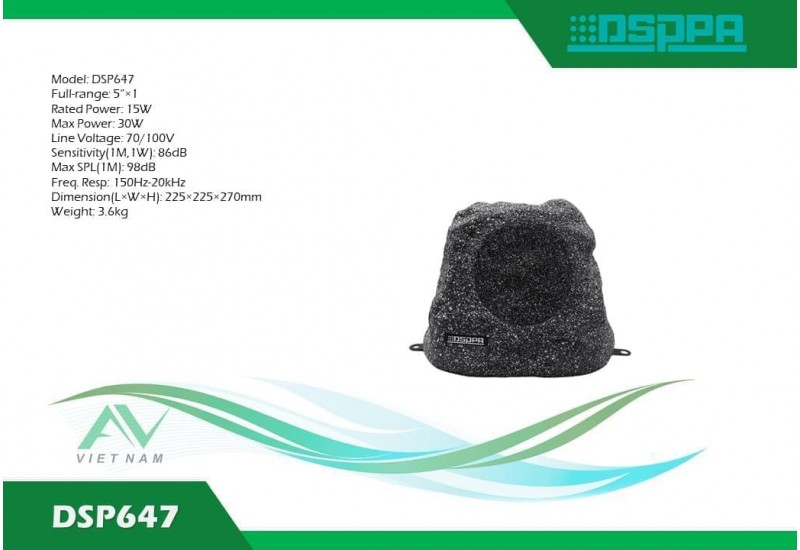 DSPPA
Model: DSP647
Full-range: 5"×1
Rated Power: 15W
Max Power: 30W
Line Voltage: 70/100V
Sensitivity(1M,1W): 86dB
Max SPL(1M): 98dB
Freq. Resp: 150Hz-20kHz
Dimension(L×W×H): 225×225×270mm
Weight: 3.6kg
DSPPA
AV
VIETNAM
DSP647